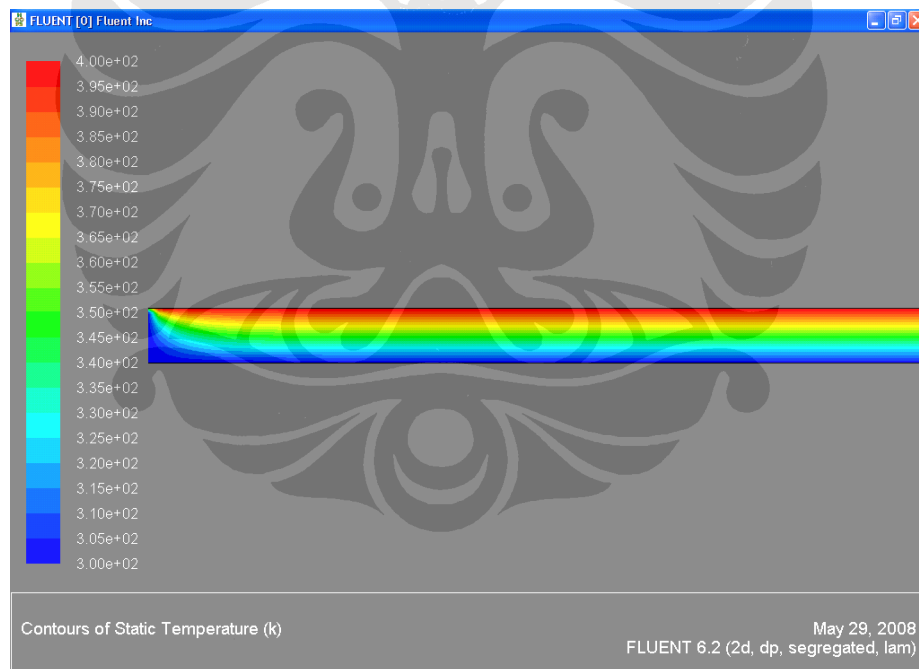 FLUENT [0] Fluent Inc
4.00e+02
3.95e+02
3.90e+02
3.85e+02
3.80e+02
3.75e+02
3.70e+02
3.65e+02
3.60e+02
3.55e+02
3.50e+02
3.45e+02
3.40e+02
3.35e+02
3.30e+02
3.25e+02
3.20e+02
3.15e+02
3.10e+02
3.05e+02
3.00e+02
Contours of Static Temperature (k)
May 29, 2008
FLUENT 6.2 (2d, dp, segregated, lam)